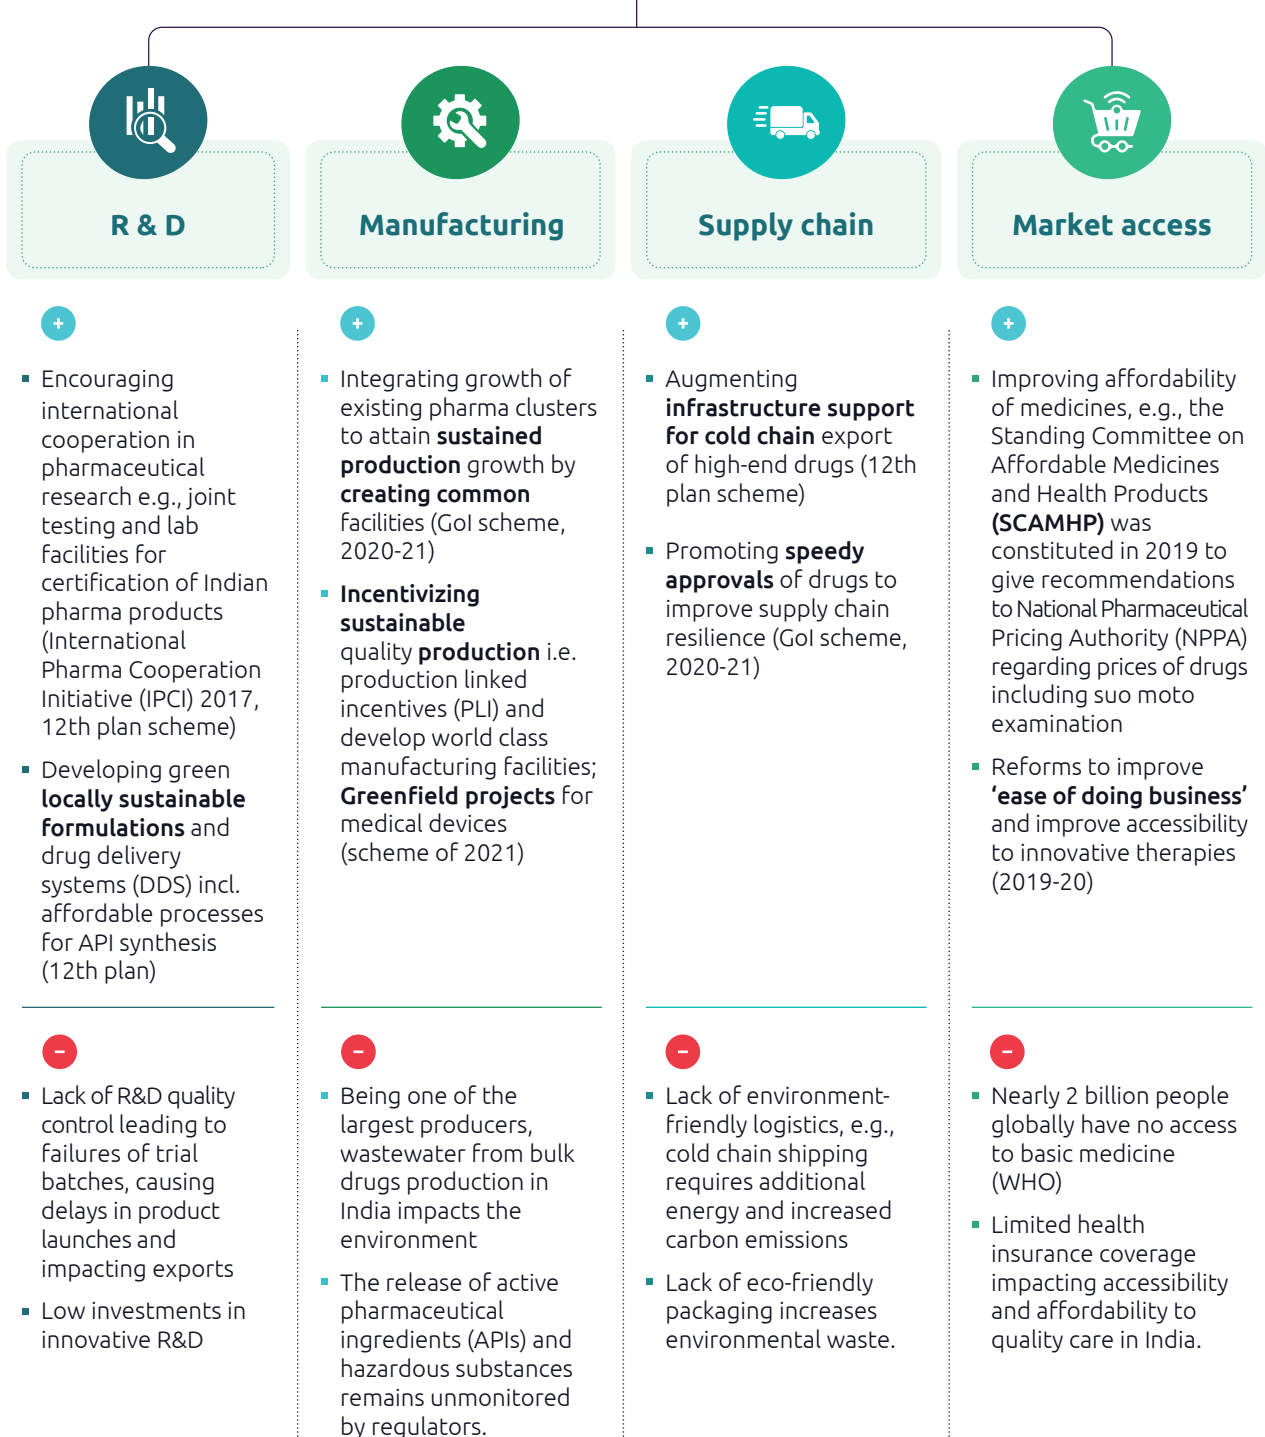 R & D
Manufacturing
Supply chain
Market access
+
Encouraging
international
cooperation in
pharmaceutical
research e.g., joint
testing and lab
facilities for
certification of Indian
pharma products
(International
Pharma Cooperation
Initiative (IPCI) 2017,
12th plan scheme)
Developing green
locally sustainable
formulations and
drug delivery
systems (DDS) incl.
affordable processes
for API synthesis
(12th plan)
-
Lack of R&D quality
control leading to
failures of trial
batches, causing
delays in product
launches and
impacting exports
Low investments in
innovative R&D
+
Integrating growth of
existing pharma clusters
to attain sustained
production growth by
creating common
facilities (GoI scheme,
2020-21)
Incentivizing
sustainable
quality production i.e.
production linked
incentives (PLI) and
develop world class
manufacturing facilities;
Greenfield projects for
medical devices
(scheme of 2021)
-
Being one of the
largest producers,
wastewater from bulk
drugs production in
India impacts the
environment
The release of active
pharmaceutical
ingredients (APIs) and
hazardous substances
remains unmonitored
by regulators.
+
Augmenting
infrastructure support
for cold chain export
of high-end drugs (12th
plan scheme)
Promoting speedy
approvals of drugs to
improve supply chain
resilience (GoI scheme,
2020-21)
-
Lack of environment-
friendly logistics, e.g.,
cold chain shipping
requires additional
energy and increased
carbon emissions
Lack of eco-friendly
packaging increases
environmental waste.
+
Improving affordability
of medicines, e.g., the
Standing Committee on
Affordable Medicines
and Health Products
(SCAMHP) was
constituted in 2019 to
give recommendations
to National Pharmaceutical
Pricing Authority (NPPA)
regarding prices of drugs
including suo moto
examination
Reforms to improve
‘ease of doing business’
and improve accessibility
to innovative therapies
(2019-20)
-
Nearly 2 billion people
globally have no access
to basic medicine
(WHO)
Limited health
insurance coverage
impacting accessibility
and affordability to
quality care in India.